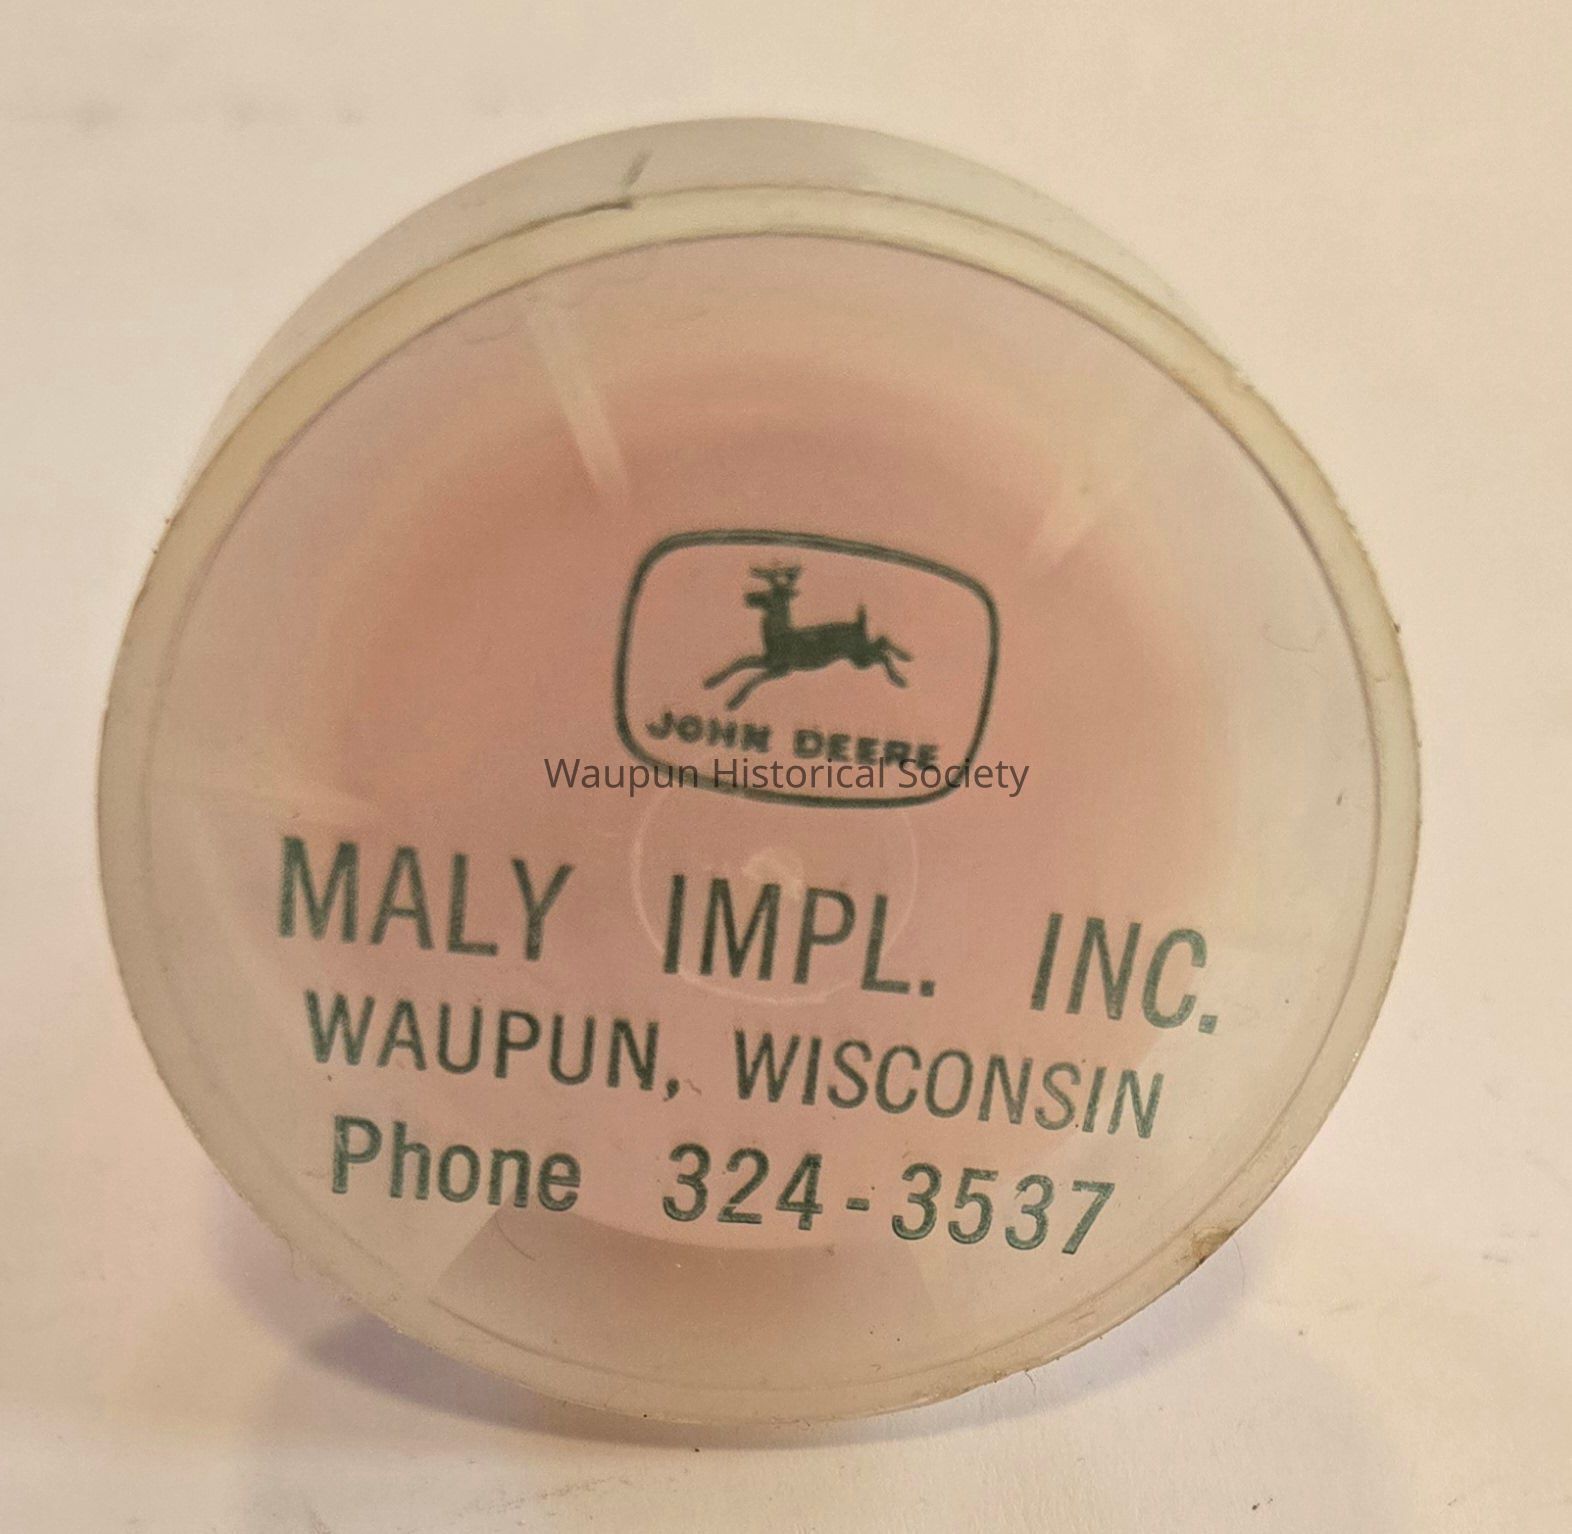 JOHN DEERE
Waupun Historical Society
MALY IMPL. INC.
WAUPUN, WISCONSIN
Phone 324-3537